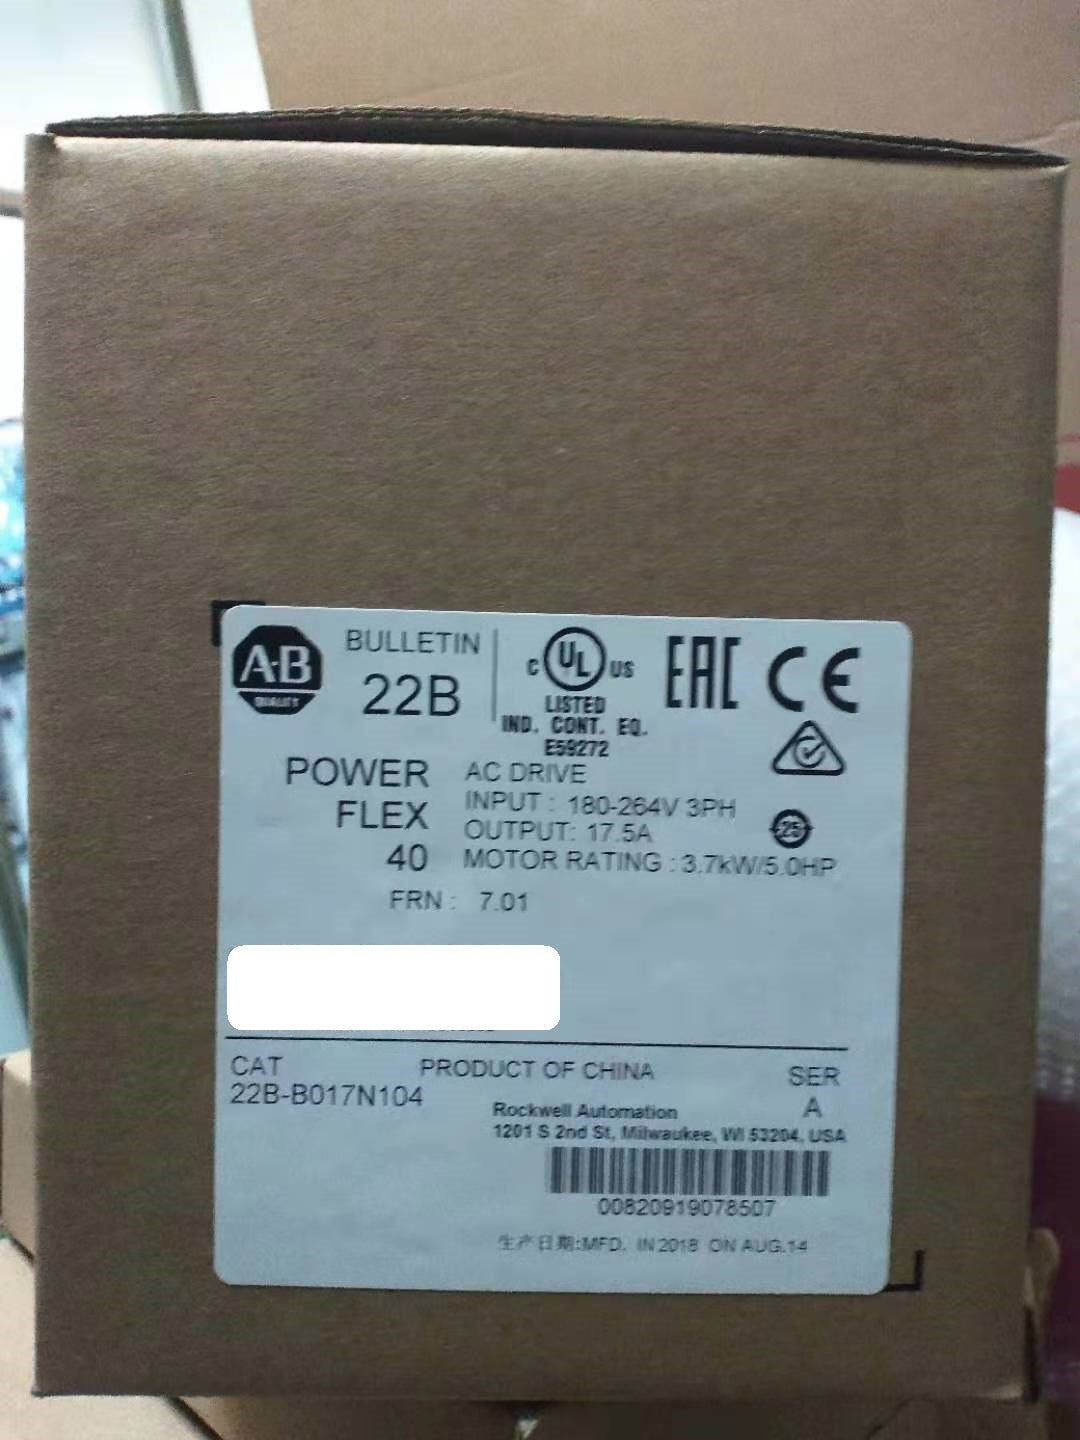 A·B
QUALITY
BULLETIN
22B
C UL US
LISTED
IND. CONT. EQ.
E59272
EAC CE
POWER
FLEX
40
AC DRIVE
INPUT : 180-264V 3PH
OUTPUT: 17.5A
MOTOR RATING : 3.7kW/5.0HP
25
FRN : 7.01
CAT
22B-B017N104
PRODUCT OF CHINA
SER
A
Rockwell Automation
1201 S 2nd St, Milwaukee, WI 53204, USA
00820919078507
生产日期:MFD. IN 2018 ON AUG.14